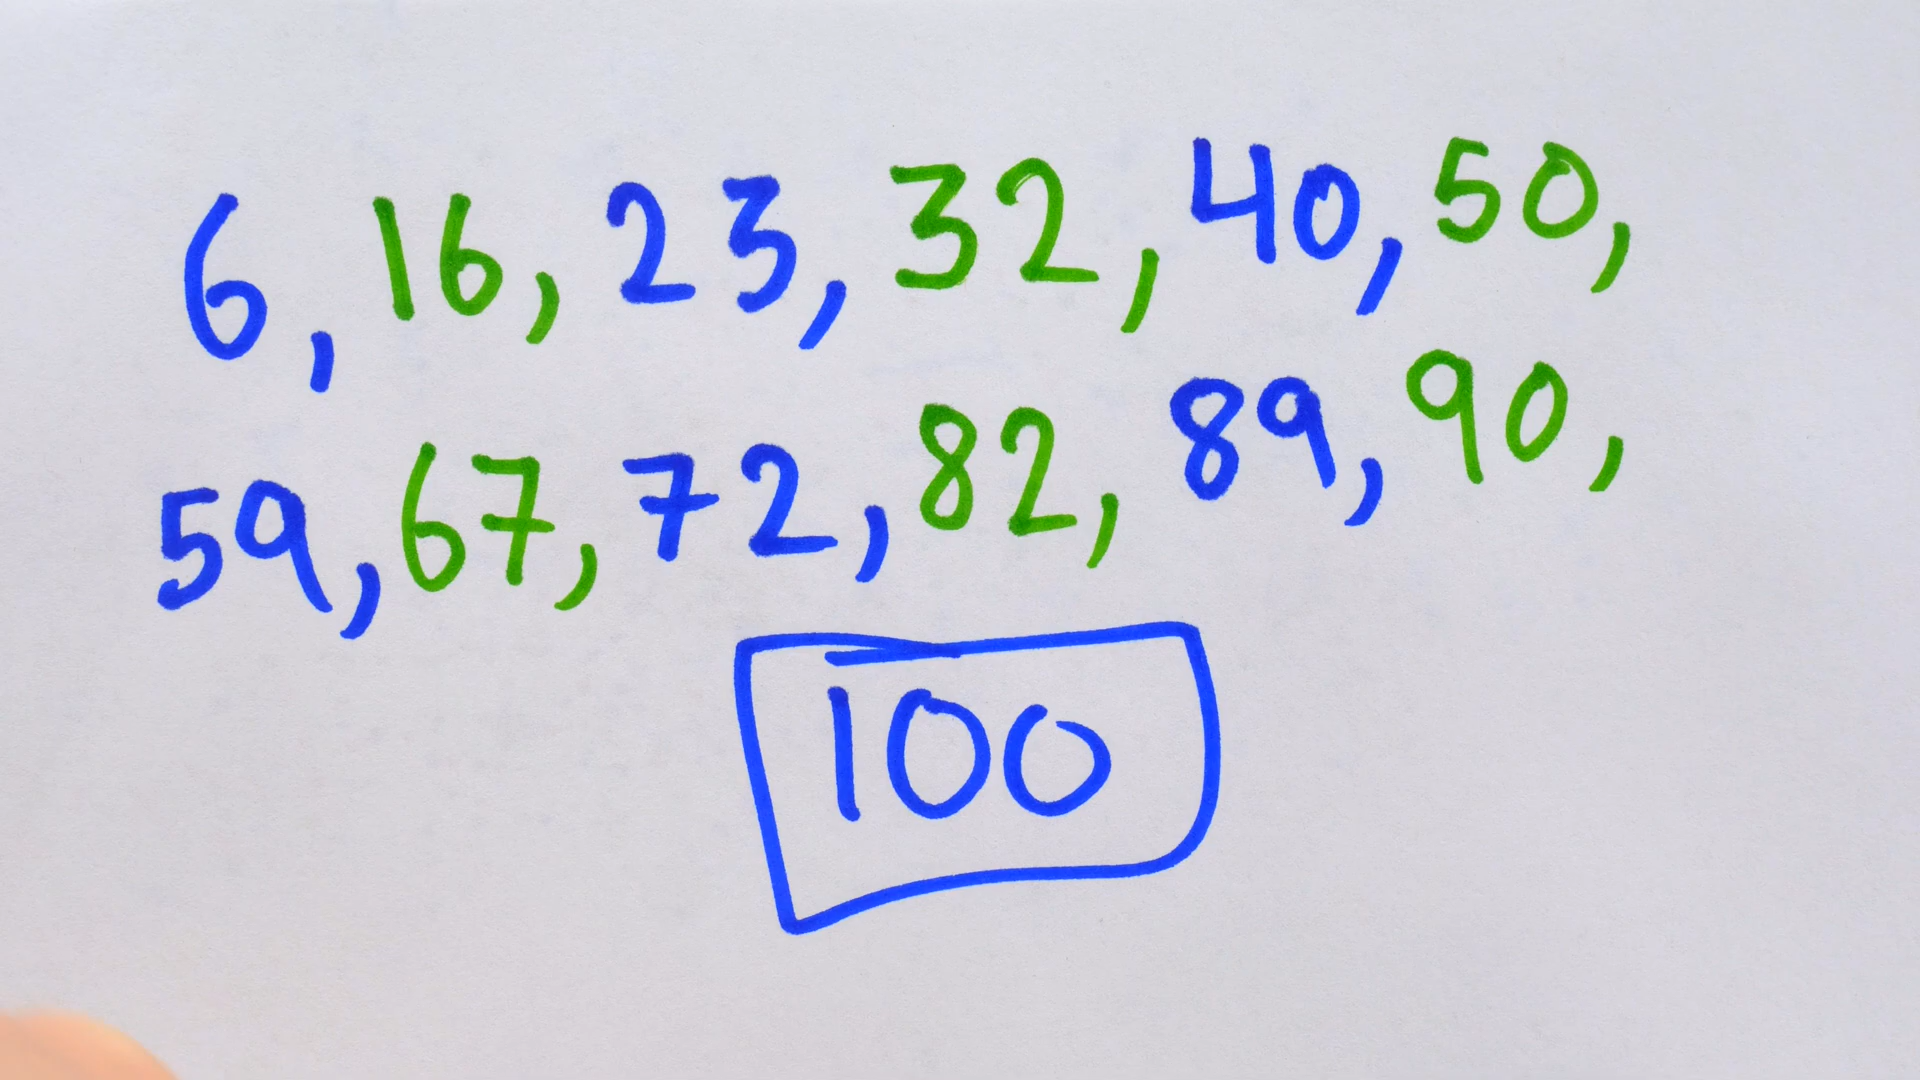 6, 16, 23, 32, 40, 50,
59, 67, 72, 82, 89, 90,
100